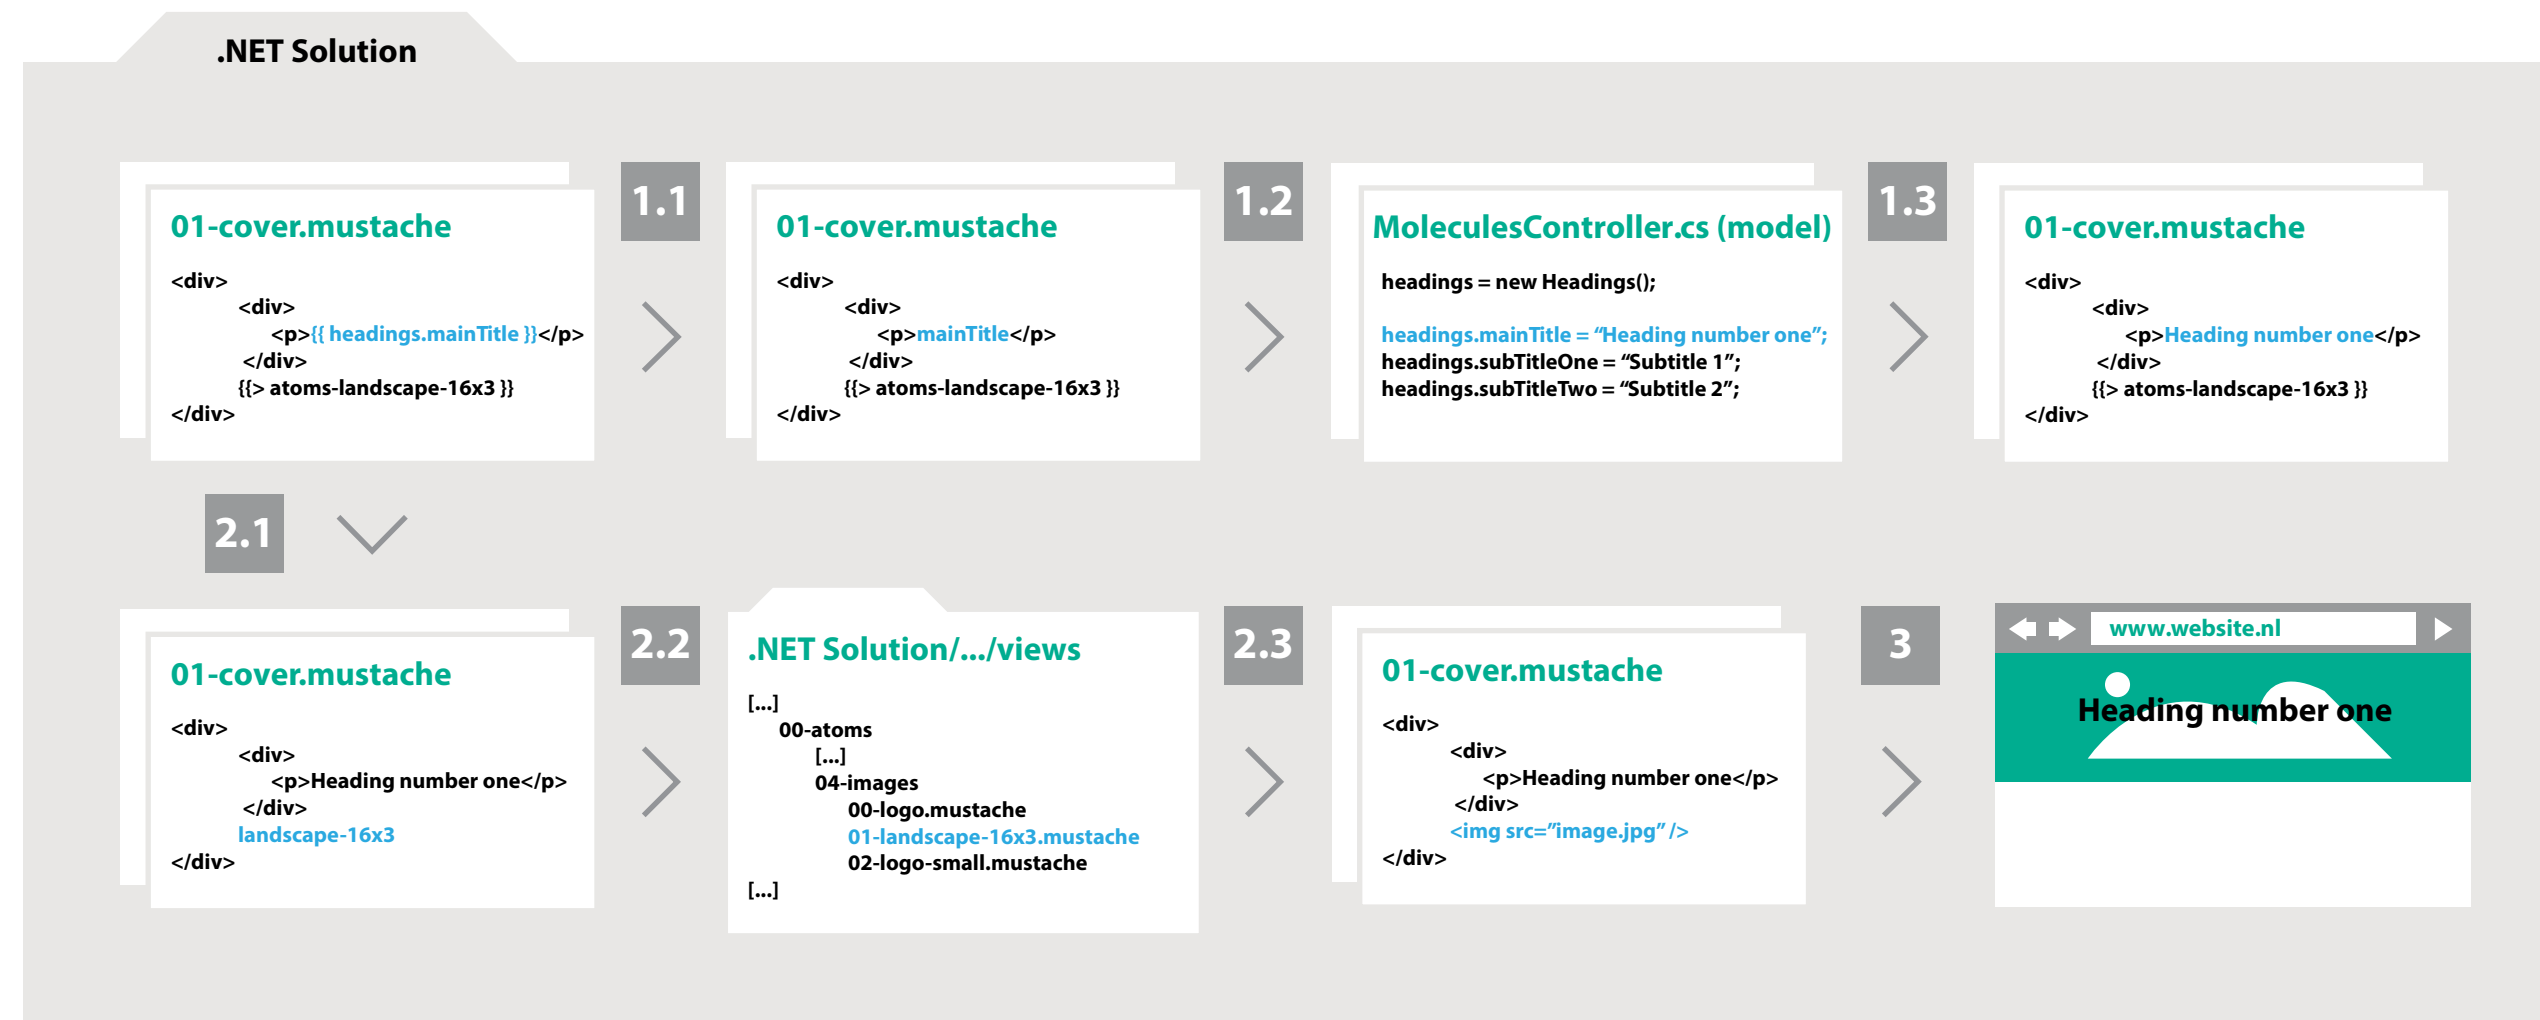 .NET Solution
01-cover.mustache
<div>
<div>
<p>{{ headings.mainTitle }}</p>
</div>
{{> atoms-landscape-16x3 }}
</div>
1.1
01-cover.mustache
<div>
<div>
<p>mainTitle</p>
</div>
{{> atoms-landscape-16x3 }}
</div>
1.2
MoleculesController.cs (model)
headings = new Headings();
headings.mainTitle = “Heading number one”;
headings.subTitleOne = “Subtitle 1”;
headings.subTitleTwo = “Subtitle 2”;
1.3
01-cover.mustache
<div>
<div>
<p>Heading number one</p>
</div>
{{> atoms-landscape-16x3 }}
</div>
2.1
01-cover.mustache
<div>
<div>
<p>Heading number one</p>
</div>
landscape-16x3
</div>
2.2
.NET Solution/.../views
[...]
00-atoms
[...]
04-images
00-logo.mustache
01-landscape-16x3.mustache
02-logo-small.mustache
[...]
2.3
01-cover.mustache
<div>
<div>
<p>Heading number one</p>
</div>
<img src=”image.jpg” />
</div>
3
www.website.nl
Heading number one